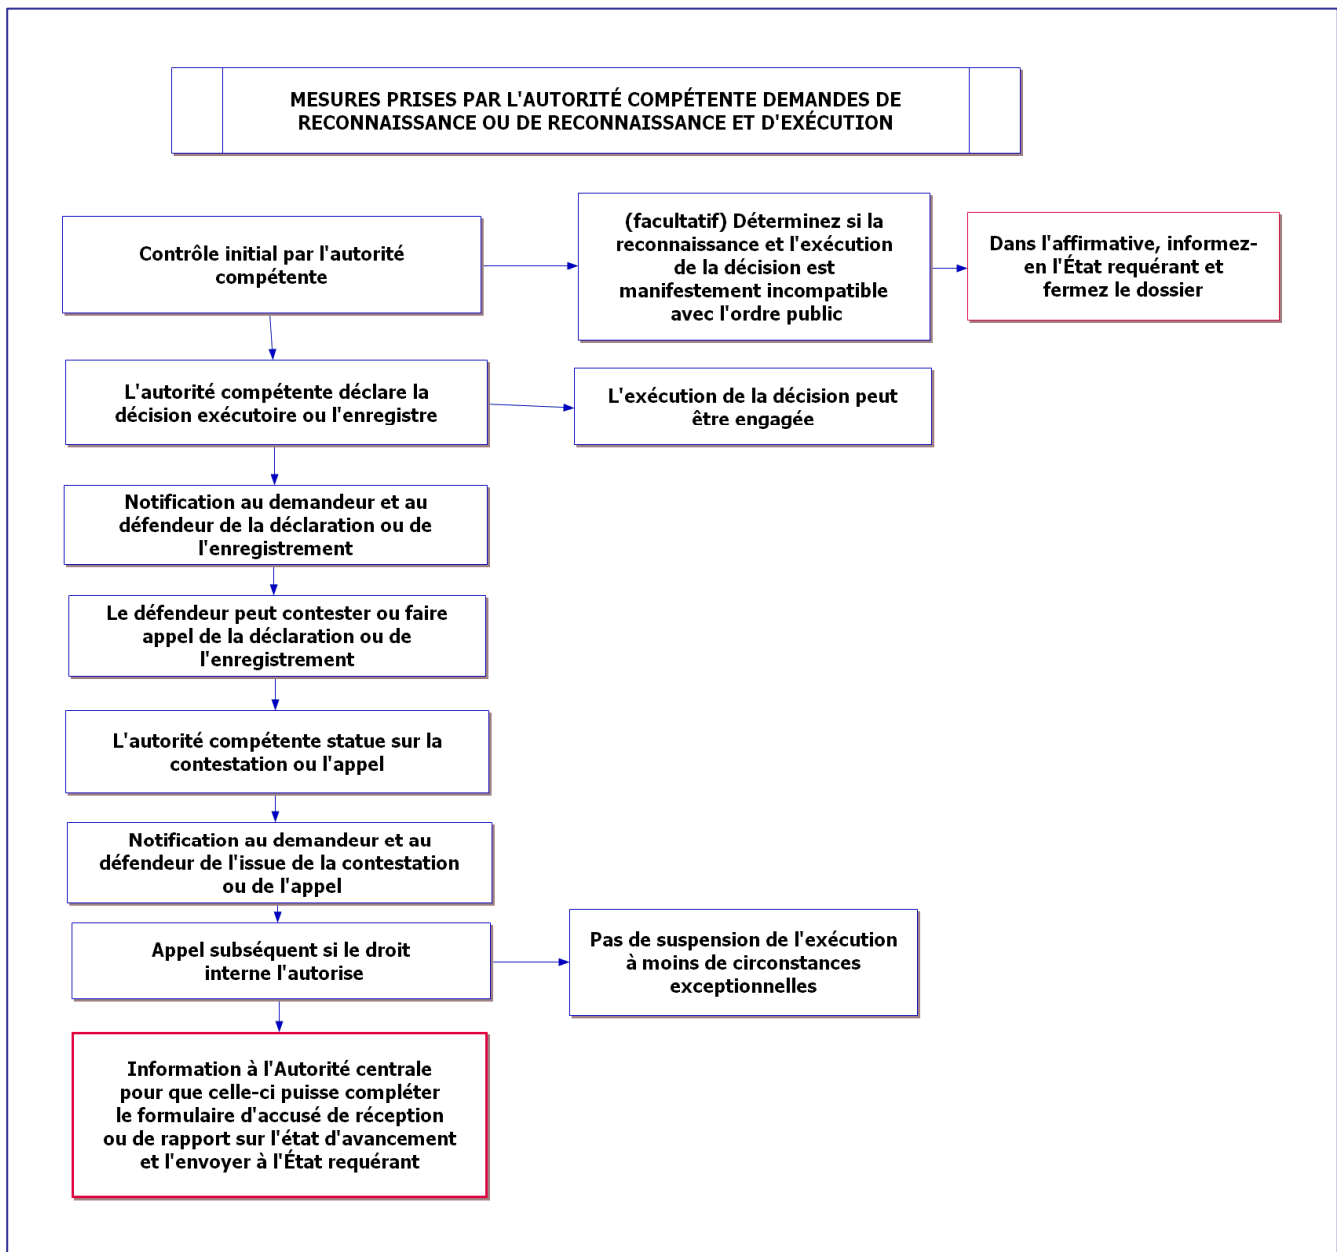 MESURES PRISES PAR L'AUTORITÉ COMPÉTENTE DEMANDES DE
RECONNAISSANCE OU DE RECONNAISSANCE ET D'EXÉCUTION
Contrôle initial par l'autorité
compétente
(facultatif) Déterminez si la
reconnaissance et l'exécution
de la décision est
manifestement incompatible
avec l'ordre public
Dans l'affirmative, informez-
en l'État requérant et
fermez le dossier
L'autorité compétente déclare la
décision exécutoire ou l'enregistre
L'exécution de la décision peut
être engagée
Notification au demandeur et au
défendeur de la déclaration ou de
l'enregistrement
Le défendeur peut contester ou faire
appel de la déclaration ou de
l'enregistrement
L'autorité compétente statue sur la
contestation ou l'appel
Notification au demandeur et au
défendeur de l'issue de la contestation
ou de l'appel
Appel subséquent si le droit
interne l'autorise
Pas de suspension de l'exécution
à moins de circonstances
exceptionnelles
Information à l'Autorité centrale
pour que celle-ci puisse compléter
le formulaire d'accusé de réception
ou de rapport sur l'état d'avancement
et l'envoyer à l'État requérant